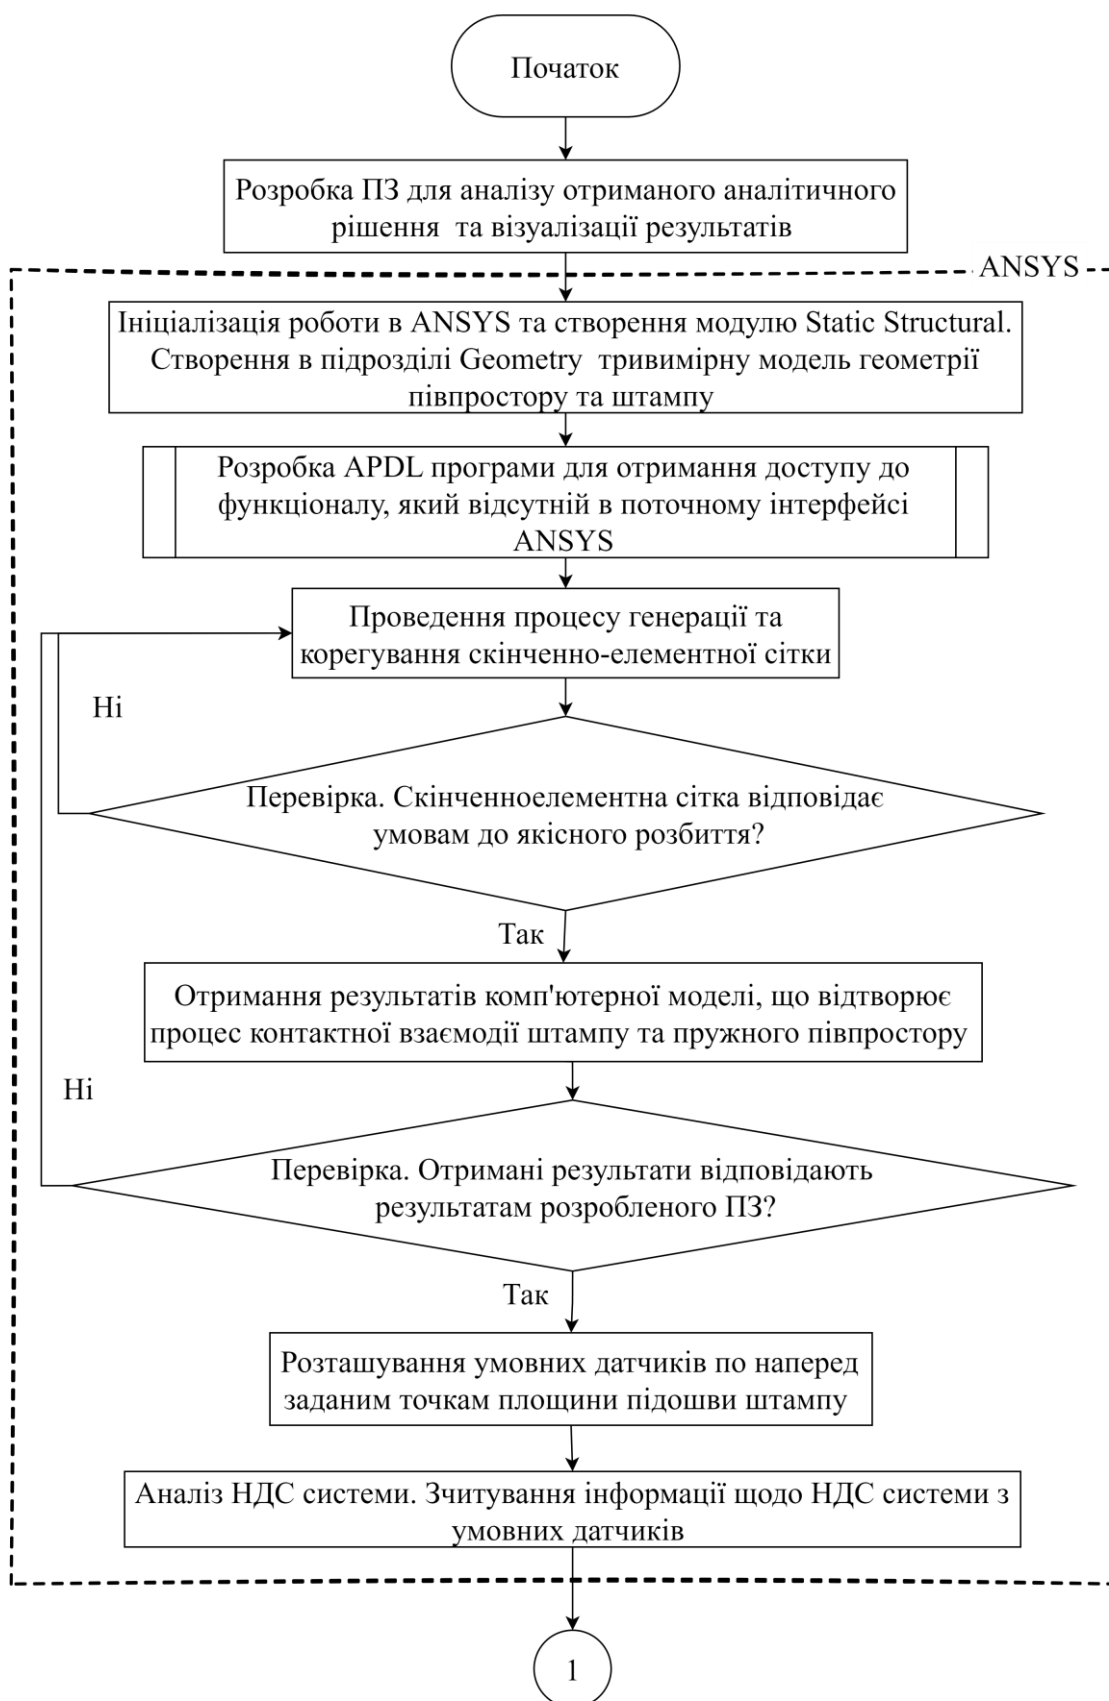 Початок
Розробка ПЗ для аналізу отриманого аналітичного
рішення та візуалізації результатів
ANSYS
Ініціалізація роботи в ANSYS та створення модулю Static Structural.
Створення в підрозділі Geometry тривимірну модель геометрії
півпростору та штампу
Розробка APDL програми для отримання доступу до
функціоналу, який відсутній в поточному інтерфейсі
ANSYS
Проведення процесу генерації та
корегування скінченно-елементної сітки
Ні
Перевірка. Скінченноелементна сітка відповідає
умовам до якісного розбиття?
Так
Отримання результатів комп'ютерної моделі, що відтворює
процес контактної взаємодії штампу та пружного півпростору
Ні
Перевірка. Отримані результати відповідають
результатам розробленого ПЗ?
Так
Розташування умовних датчиків по наперед
заданим точкам площини підошви штампу
Аналіз НДС системи. Зчитування інформації щодо НДС системи з
умовних датчиків
1